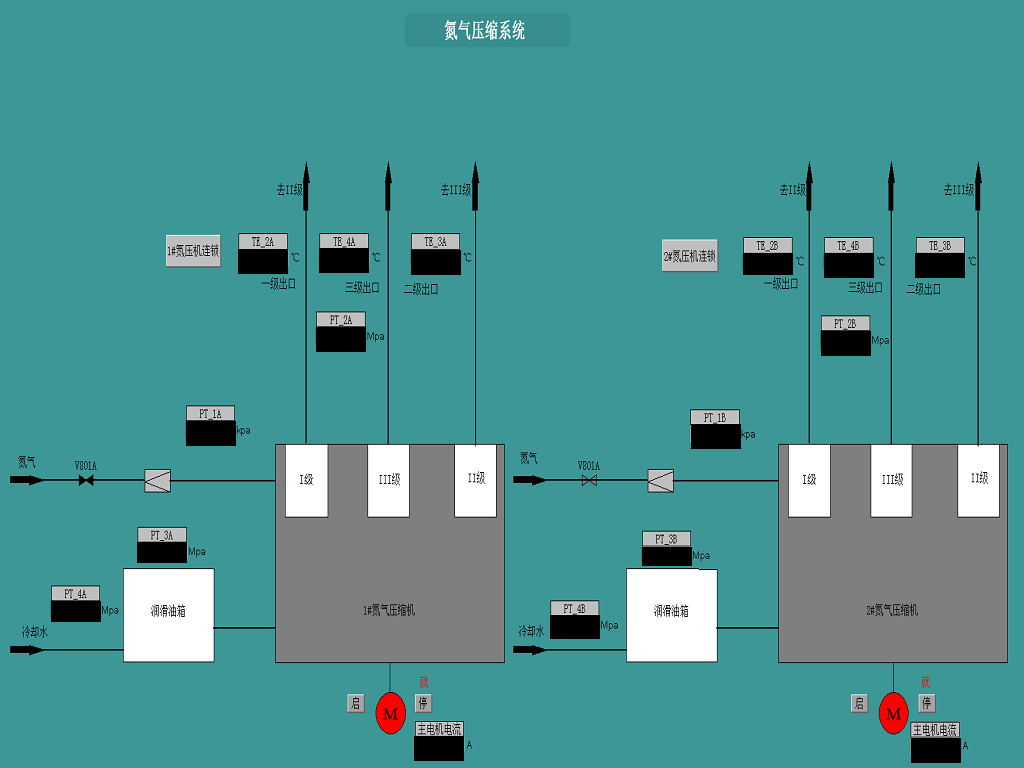 氮气压缩系统
去II级
去III级
去II级
去III级
1#氮压机连锁
TE_2A
℃
TE_4A
℃
TE_3A
℃
2#氮压机连锁
TE_2B
℃
TE_4B
℃
TE_3B
℃
一级出口
三级出口
二级出口
一级出口
三级出口
二级出口
PT_2A
Mpa
PT_2B
Mpa
PT_1A
kpa
PT_1B
kpa
氮气
V801A
氮气
V801A
I级
III级
II级
I级
III级
II级
PT_3A
Mpa
PT_3B
Mpa
PT_4A
Mpa
润滑油箱
1#氮气压缩机
PT_4B
Mpa
润滑油箱
2#氮气压缩机
冷却水
冷却水
就
就
启
M
停
启
M
停
主电机电流
A
主电机电流
A